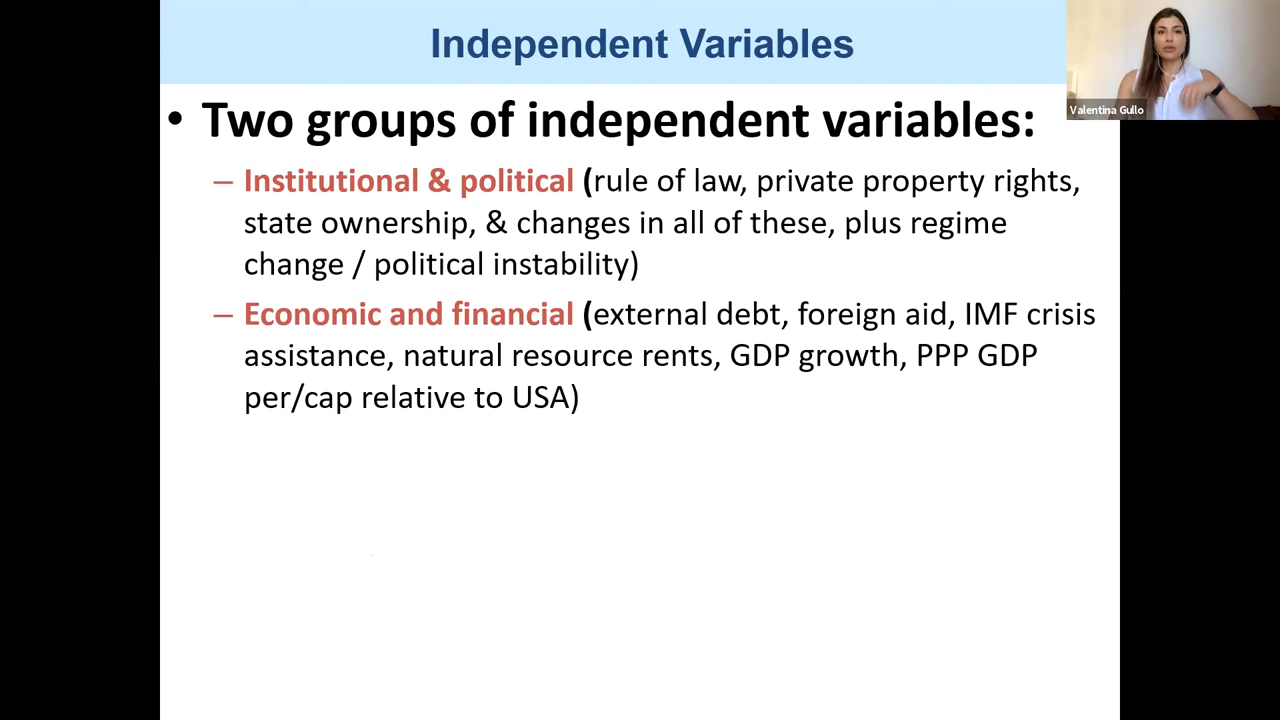 Independent Variables
Valentina Gullo
• Two groups of independent variables:
– Institutional & political (rule of law, private property rights,
state ownership, & changes in all of these, plus regime
change / political instability)
– Economic and financial (external debt, foreign aid, IMF crisis
assistance, natural resource rents, GDP growth, PPP GDP
per/cap relative to USA)